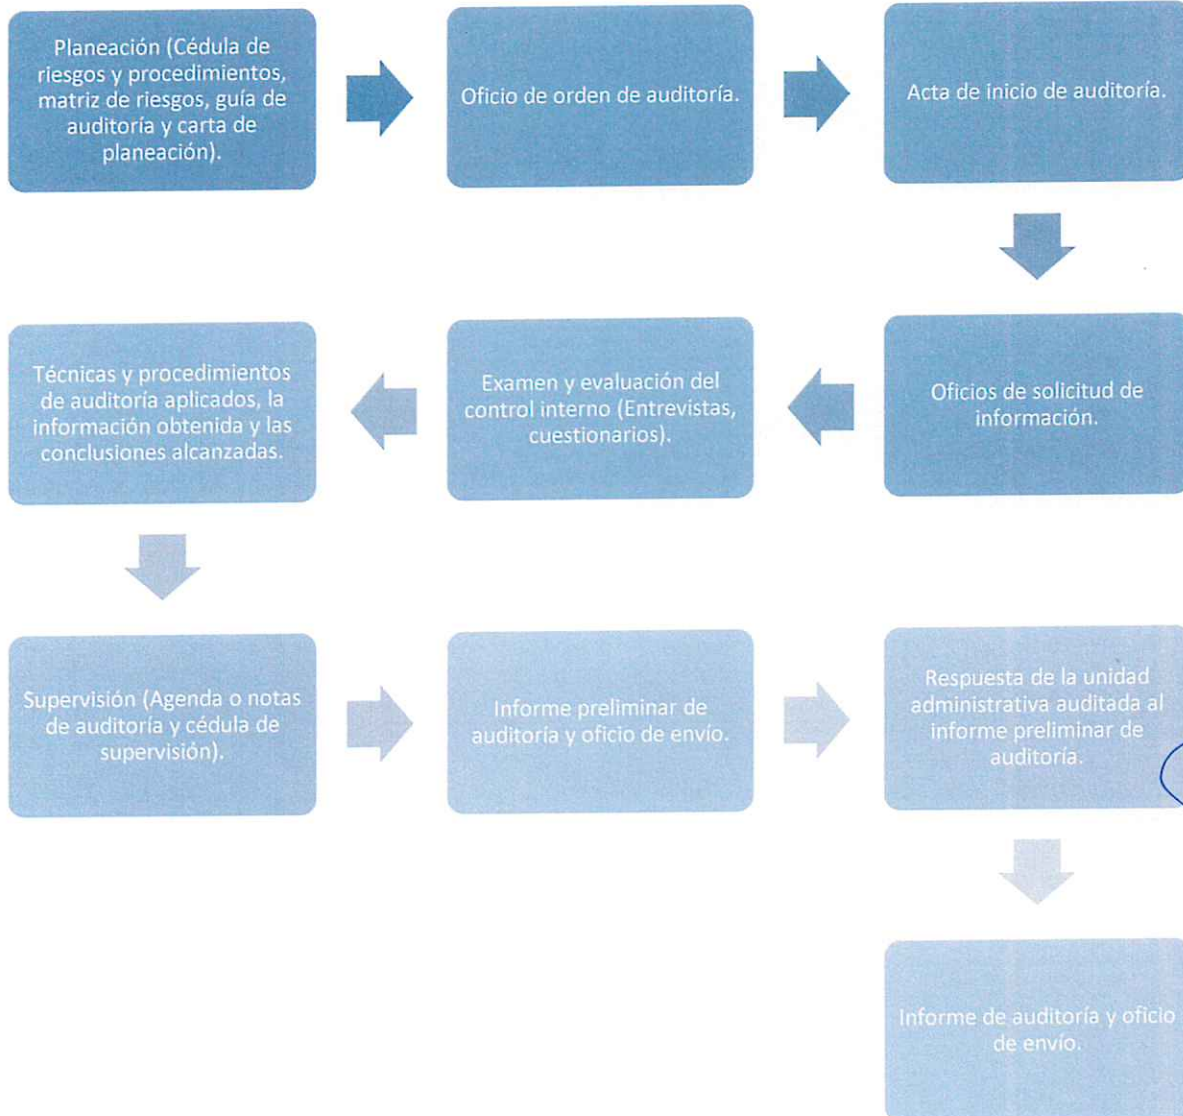 Planeación (Cédula de
riesgos y procedimientos,
matriz de riesgos, guía de
auditoría y carta de
planeación).
Oficio de orden de auditoría.
Acta de inicio de auditoría.
Oficios de solicitud de
información.
Examen y evaluación del
control interno (Entrevistas,
cuestionarios).
Técnicas y procedimientos
de auditoría aplicados, la
información obtenida y las
conclusiones alcanzadas.
Supervisión (Agenda o notas
de auditoría y cédula de
supervisión).
Informe preliminar de
auditoría y oficio de envío.
Respuesta de la unidad
administrativa auditada al
informe preliminar de
auditoría.
Informe de auditoría y oficio
de envío.